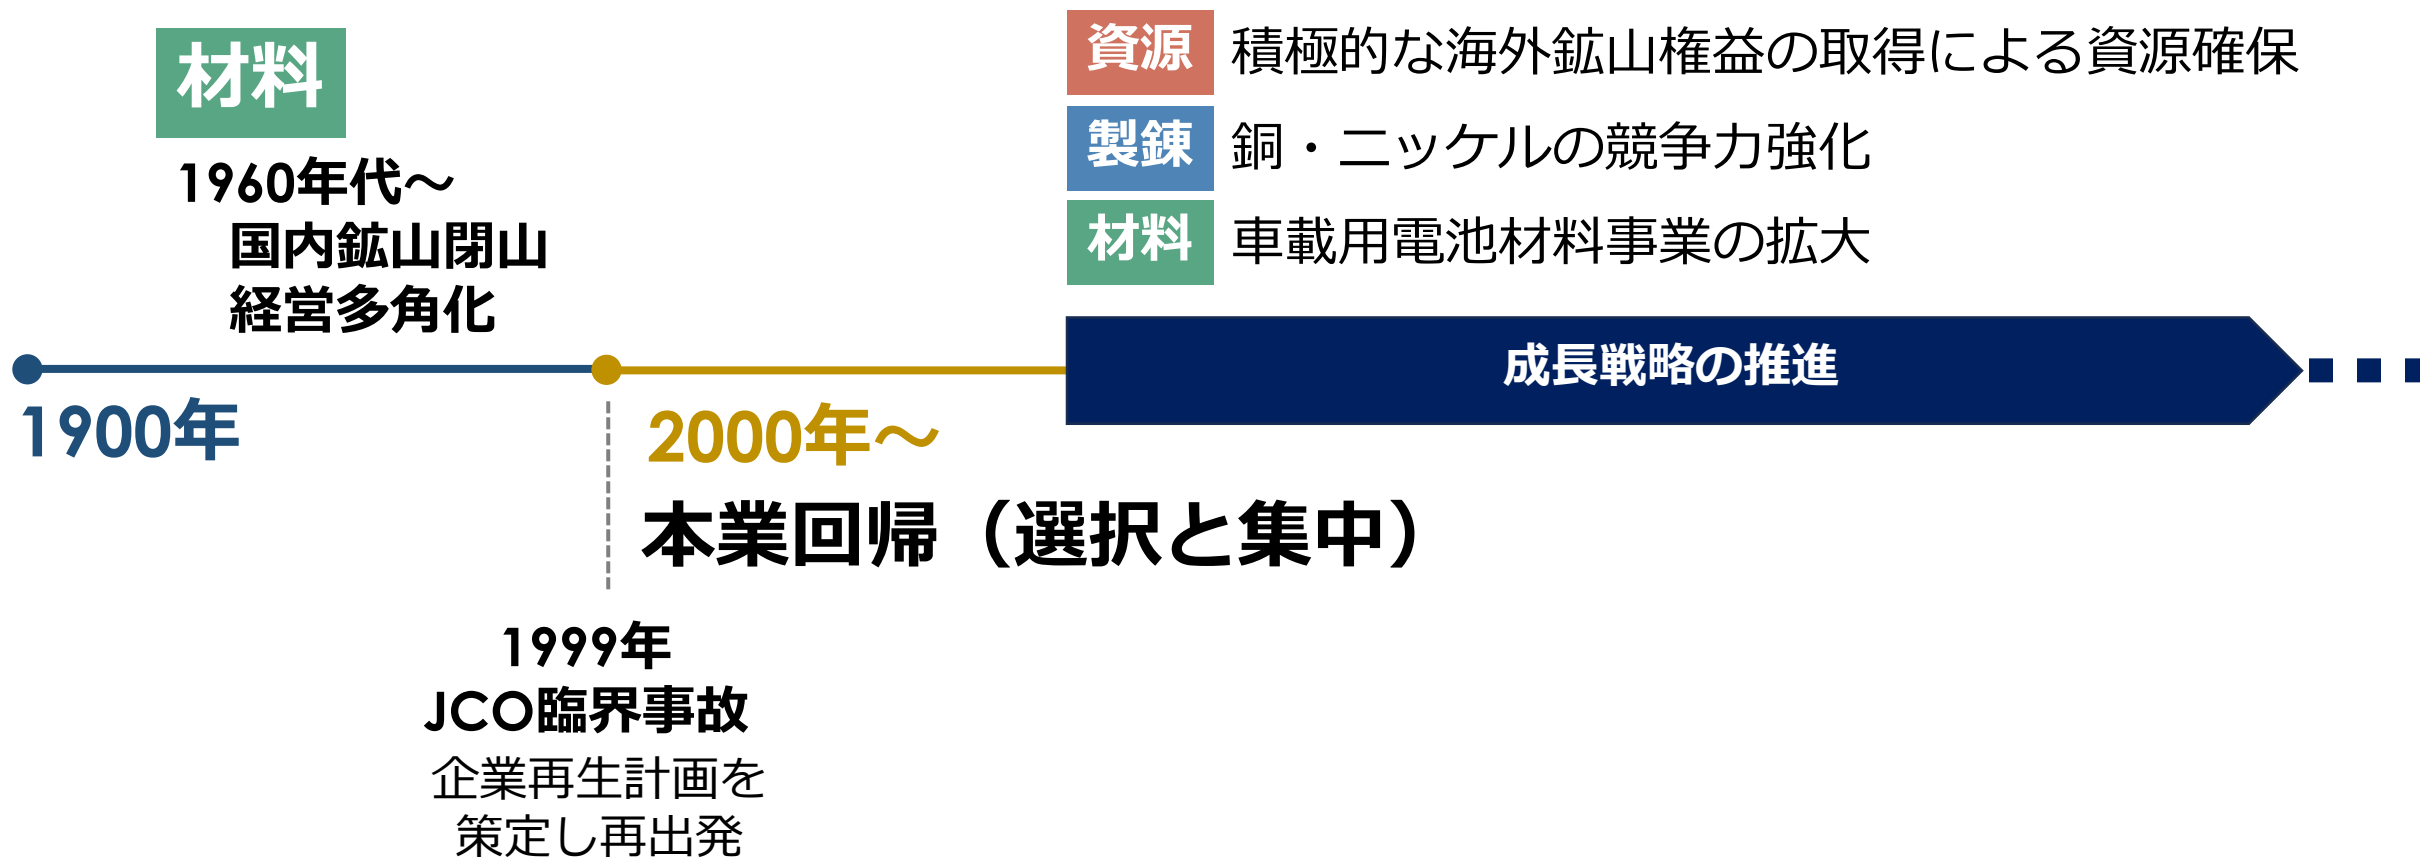 材料
1960年代～
国内鉱山閉山
経営多角化
資源 積極的な海外鉱山権益の取得による資源確保
製錬 銅・ニッケルの競争力強化
材料 車載用電池材料事業の拡大
成長戦略の推進
1900年
2000年～
本業回帰（選択と集中）
1999年
JCO臨界事故
企業再生計画を
策定し再出発